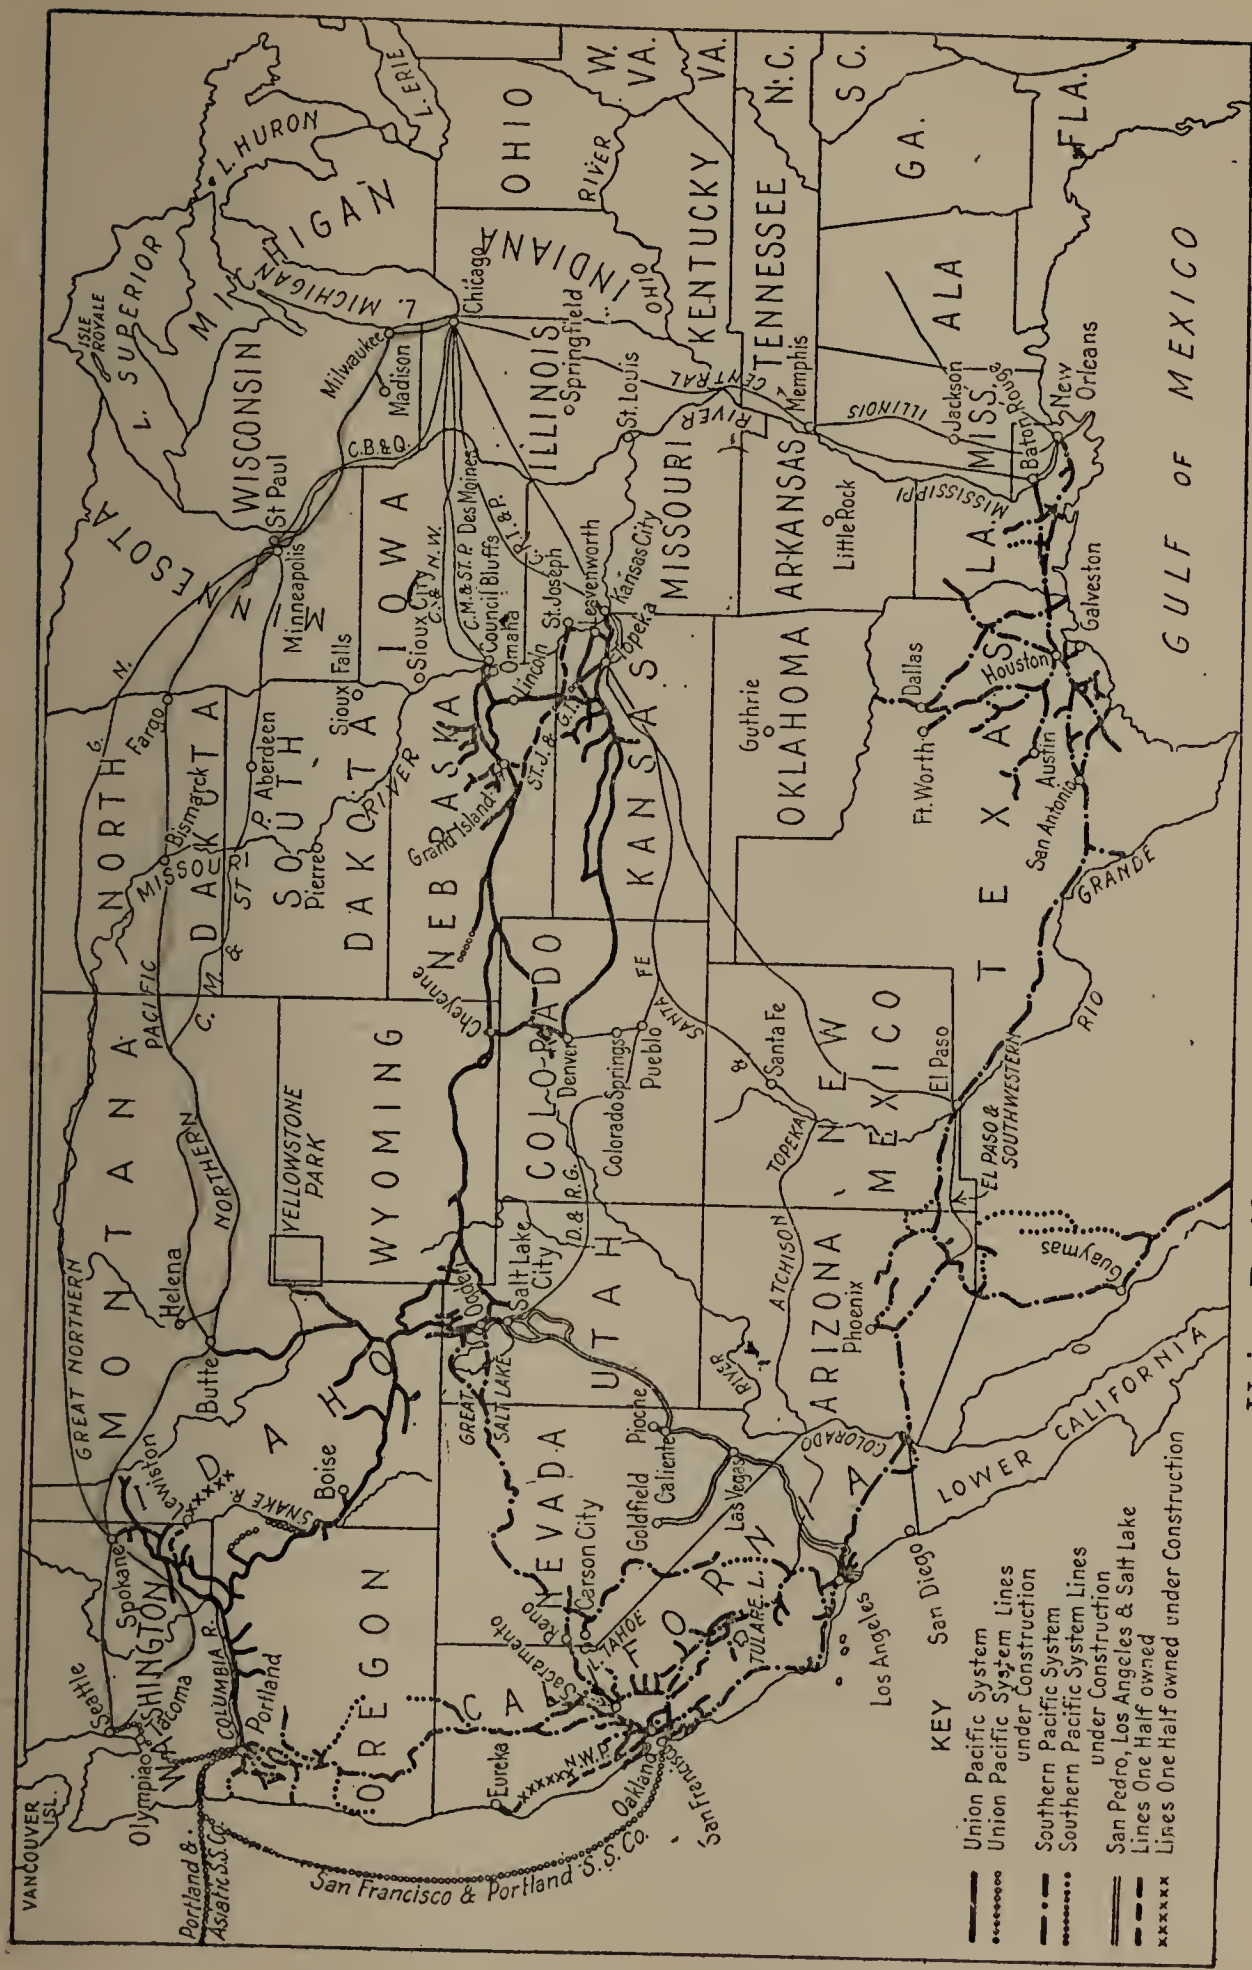 VANCOUVER
ISL.
Seattle
Tacoma
Olympia
WASHINGTON
Spokane
COLUMBIA R.
Portland
Portland &
Asiatic S.S. Co.
San Francisco & Portland S.S. Co.
OREGON
Lewiston
SNAKE R.
Boise
IDAHO
GREAT NORTHERN
MONTANA
Helena
Butte
NORTHERN
PACIFIC
YELLOWSTONE
PARK
WYOMING
Cheyenne
G. N.
NORTH
DAKOTA
Fargo
Bismarck
MISSOURI
C. M. & ST. P.
Aberdeen
SOUTH
DAKOTA
Pierre
RIVER
Sioux
Falls
MINNESOTA
Minneapolis
St Paul
L. SUPERIOR
ISLE
ROYALE
WISCONSIN
Milwaukee
Madison
L. MICHIGAN
MICHIGAN
L. HURON
L. ERIE
C.B.& Q.
IOWA
Sioux City
C. & N.W.
C.M.& ST. P.
Des Moines
C. R.I. & P.
Council Bluffs
Omaha
Lincoln
NEBRASKA
Grand Island
ST. J. & G.I.
St. Joseph
Leavenworth
Kansas City
Topeka
KANSAS
Chicago
ILLINOIS
Springfield
St. Louis
INDIANA
OHIO
OHIO
RIVER
W.
VA.
VA.
KENTUCKY
TENNESSEE
N.C.
S.C.
GA.
FLA.
ALA
MISS.
Jackson
Memphis
ILLINOIS
CENTRAL
RIVER
MISSOURI
ARKANSAS
Little Rock
MISSISSIPPI
LA.
Baton Rouge
New
Orleans
OKLAHOMA
Guthrie
TEXAS
Dallas
Ft. Worth
Houston
Galveston
Austin
San Antonio
RIO
GRANDE
GULF OF MEXICO
COLORADO
Denver
Colorado Springs
Pueblo
D. & R.G.
ATCHISON
TOPEKA
&
SANTA
FE
Santa Fe
NEW
MEXICO
El Paso
EL PASO &
SOUTHWESTERN
Guaymas
UTAH
Ogden
Salt Lake
City
GREAT
SALT LAKE
NEVADA
Reno
Carson City
Goldfield
Pioche
Caliente
Las Vegas
ARIZONA
Phoenix
COLORADO
RIVER
CALIFORNIA
Sacramento
L. TAHOE
TULARE L.
Eureka
N.W.P.
Oakland
San Francisco
Los Angeles
San Diego
LOWER CALIFORNIA
KEY
Union Pacific System
Union Pacific System Lines
under Construction
Southern Pacific System
Southern Pacific System Lines
under Construction
San Pedro, Los Angeles & Salt Lake
Lines One Half owned
Lines One Half owned under Construction